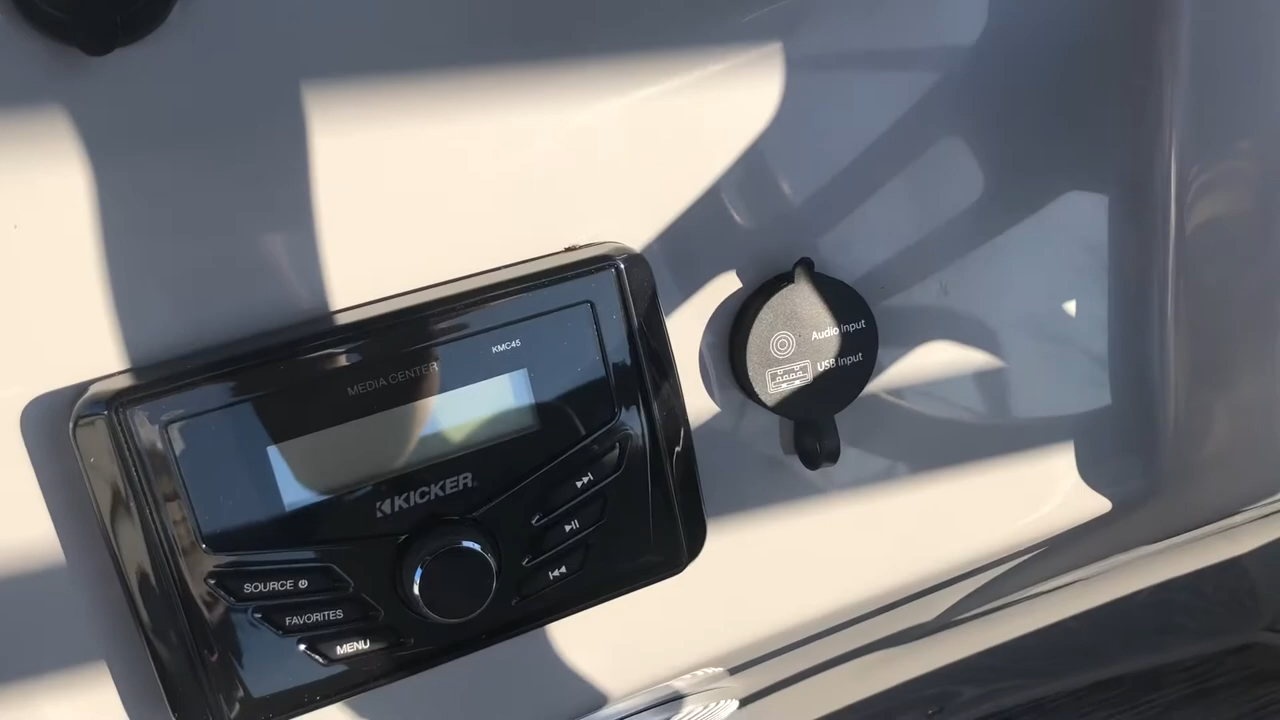 KMC45
MEDIA CENTER
KICKER
SOURCE
FAVORITES
MENU
Audio Input
USB Input